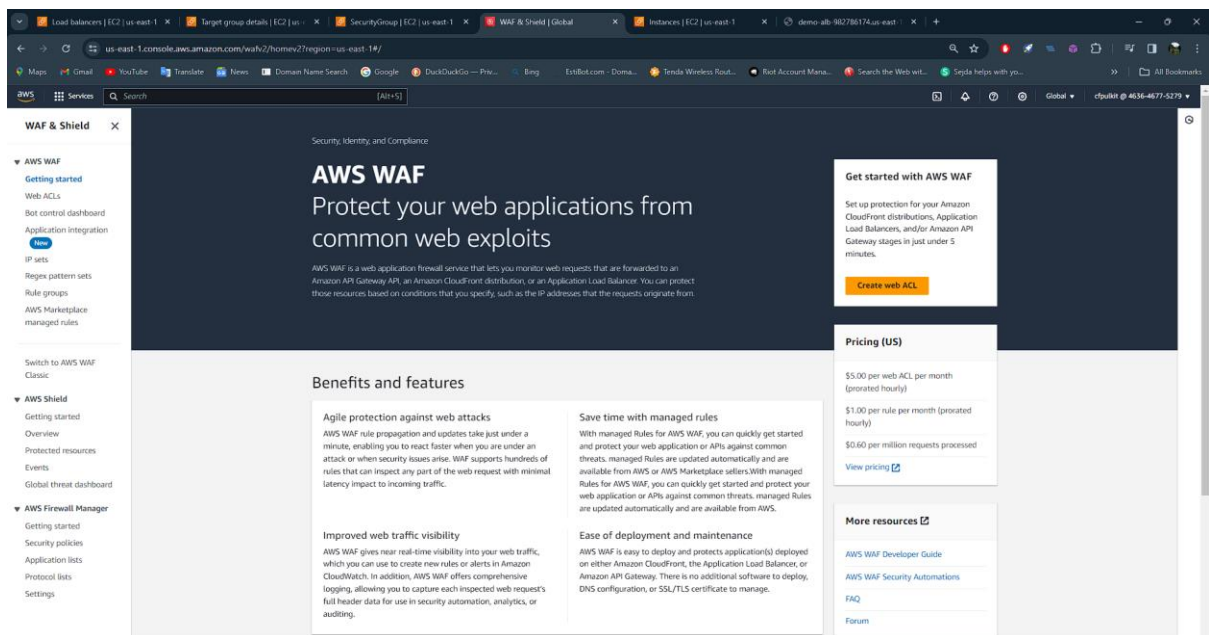 Load balancers | EC2 | us-east-1
Target group details | EC2 | us-
SecurityGroup | EC2 | us-east-1
WAF & Shield | Global
Instances | EC2 | us-east-1
demo-alb-982786174.us-east-1
us-east-1.console.aws.amazon.com/wafv2/homev2?region=us-east-1#/
Maps
Gmail
YouTube
Translate
News
Domain Name Search
Google
DuckDuckGo — Priv...
Bing
EstiBot.com - Doma...
Tenda Wireless Rout...
Riot Account Mana...
Search the Web wit...
Sejda helps with yo...
All Bookmarks
aws
Services
Search
[Alt+S]
Global
cfpulkit @ 4636-4677-5279
WAF & Shield
AWS WAF
Getting started
Web ACLs
Bot control dashboard
Application integration
New
IP sets
Regex pattern sets
Rule groups
AWS Marketplace
managed rules
Switch to AWS WAF
Classic
AWS Shield
Getting started
Overview
Protected resources
Events
Global threat dashboard
AWS Firewall Manager
Getting started
Security policies
Application lists
Protocol lists
Settings
Security, Identity, and Compliance
AWS WAF
Protect your web applications from
common web exploits
AWS WAF is a web application firewall service that lets you monitor web requests that are forwarded to an
Amazon API Gateway API, an Amazon CloudFront distribution, or an Application Load Balancer. You can protect
those resources based on conditions that you specify, such as the IP addresses that the requests originate from.
Get started with AWS WAF
Set up protection for your Amazon
CloudFront distributions, Application
Load Balancers, and/or Amazon API
Gateway stages in just under 5
minutes.
Create web ACL
Pricing (US)
$5.00 per web ACL per month
(prorated hourly)
$1.00 per rule per month (prorated
hourly)
$0.60 per million requests processed
View pricing
More resources
AWS WAF Developer Guide
AWS WAF Security Automations
FAQ
Forum
Benefits and features
Agile protection against web attacks
AWS WAF rule propagation and updates take just under a
minute, enabling you to react faster when you are under an
attack or when security issues arise. WAF supports hundreds of
rules that can inspect any part of the web request with minimal
latency impact to incoming traffic.
Save time with managed rules
With managed Rules for AWS WAF, you can quickly get started
and protect your web application or APIs against common
threats. managed Rules are updated automatically and are
available from AWS or AWS Marketplace sellers.With managed
Rules for AWS WAF, you can quickly get started and protect your
web application or APIs against common threats. managed Rules
are updated automatically and are available from AWS.
Improved web traffic visibility
AWS WAF gives near real-time visibility into your web traffic,
which you can use to create new rules or alerts in Amazon
CloudWatch. In addition, AWS WAF offers comprehensive
logging, allowing you to capture each inspected web request's
full header data for use in security automation, analytics, or
auditing.
Ease of deployment and maintenance
AWS WAF is easy to deploy and protects application(s) deployed
on either Amazon CloudFront, the Application Load Balancer, or
Amazon API Gateway. There is no additional software to deploy,
DNS configuration, or SSL/TLS certificate to manage.